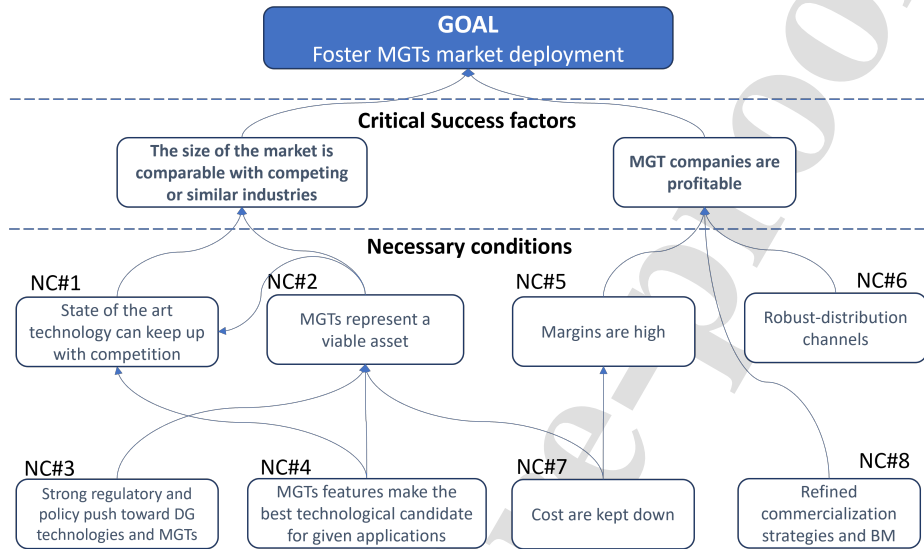 GOAL
Foster MGTs market deployment
Critical Success factors
The size of the market is
comparable with competing
or similar industries
MGT companies are
profitable
Necessary conditions
NC#1
State of the art
technology can keep up
with competition
NC#2
MGTs represent a
viable asset
NC#5
Margins are high
NC#6
Robust-distribution
channels
NC#3
Strong regulatory and
policy push toward DG
technologies and MGTs
NC#4
MGTs features make the
best technological candidate
for given applications
NC#7
Cost are kept down
NC#8
Refined
commercialization
strategies and BM
re-proo